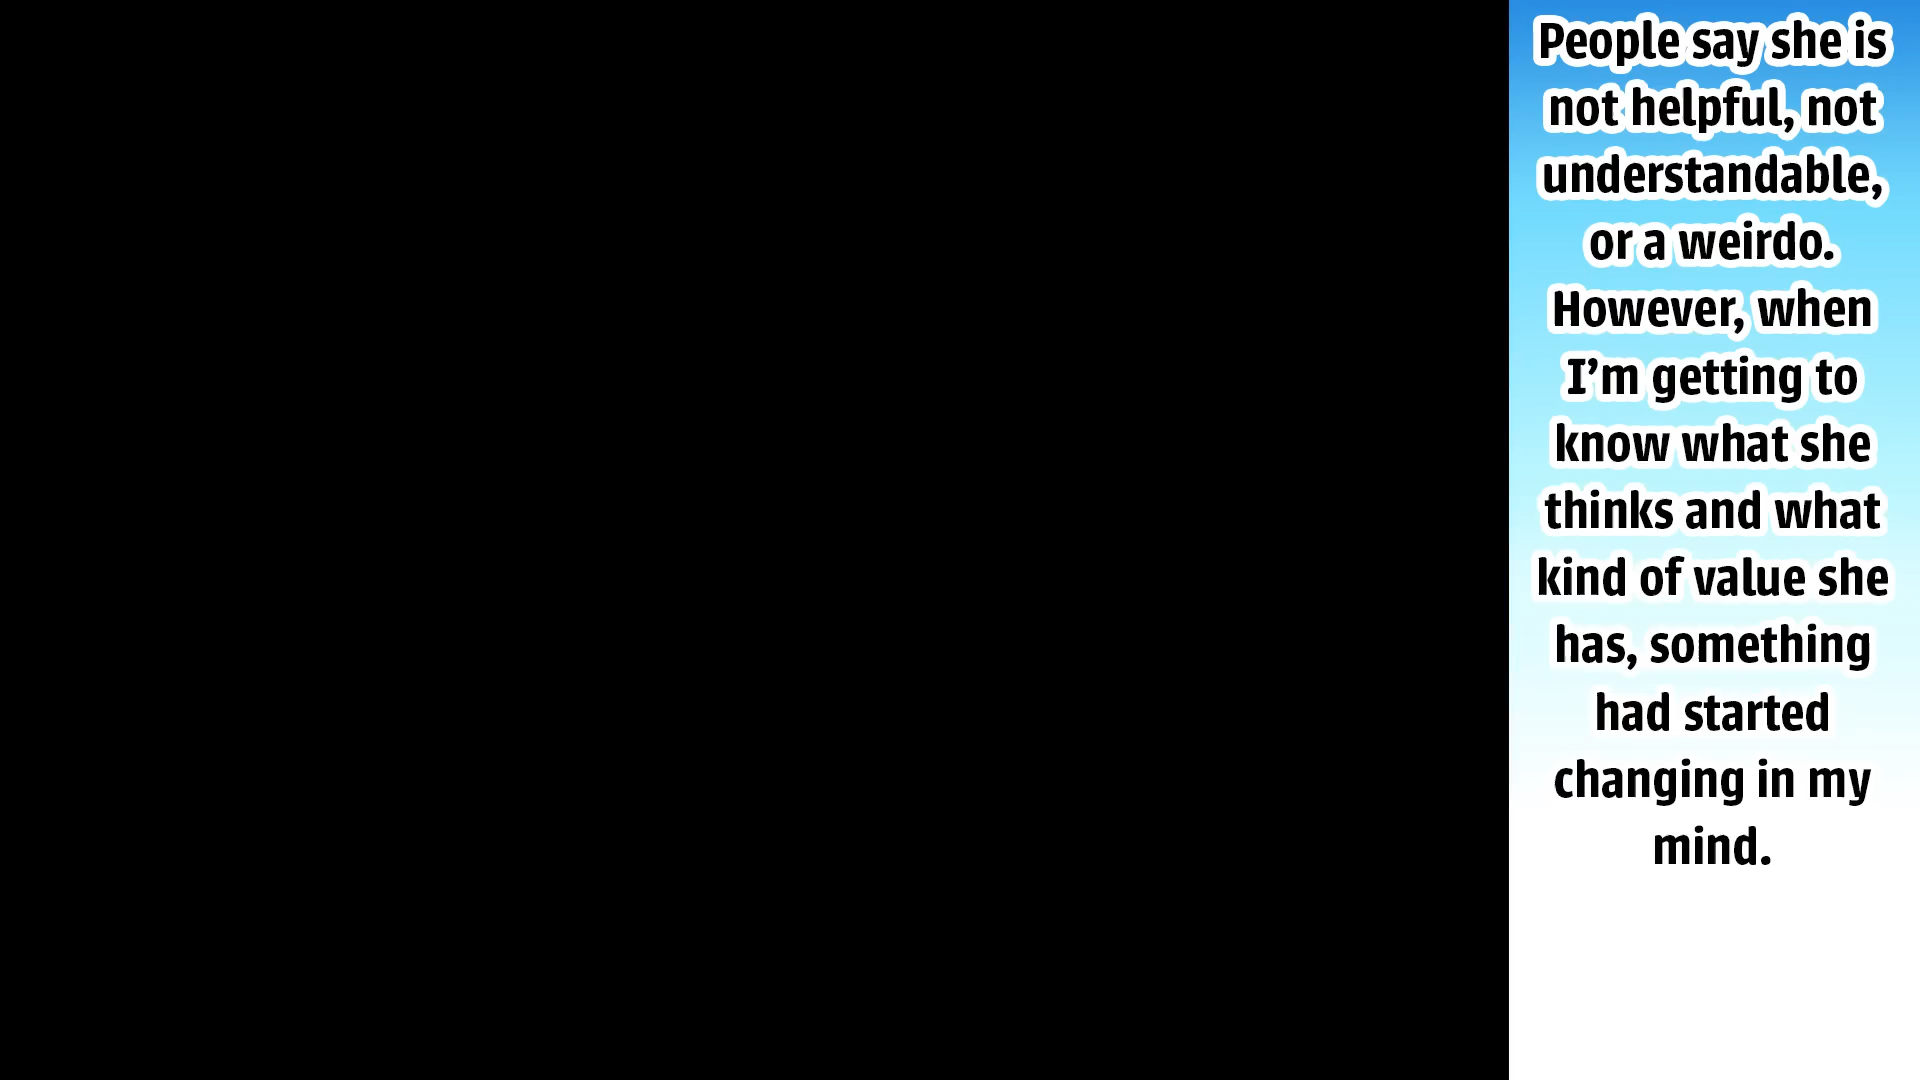 People say she is
not helpful, not
understandable,
or a weirdo.
However, when
I’m getting to
know what she
thinks and what
kind of value she
has, something
had started
changing in my
mind.